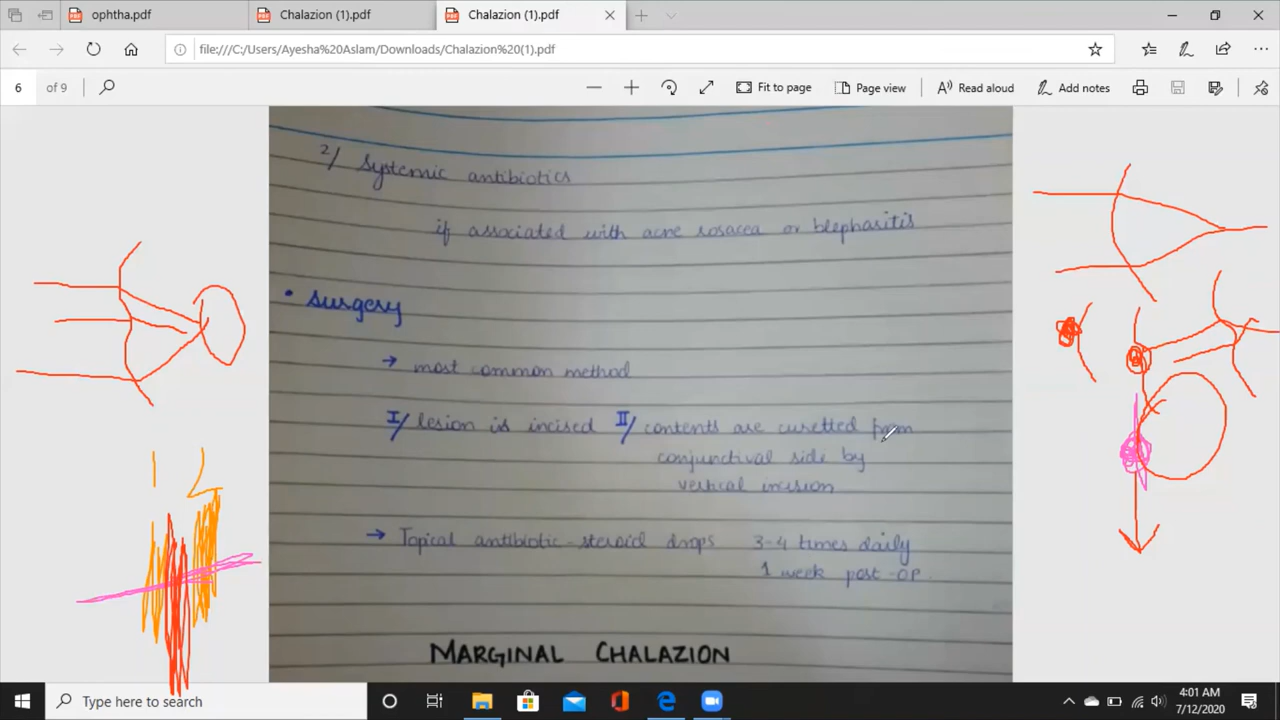 ophtha.pdf
Chalazion (1).pdf
Chalazion (1).pdf
file:///C:/Users/Ayesha%20Aslam/Downloads/Chalazion%20(1).pdf
6 of 9
Fit to page
Page view
Read aloud
Add notes
2/ Systemic antibiotics
if associated with acne rosacea or blepharitis
• Surgery
→ most common method
I/ lesion is incised II/ contents are curetted from
conjunctival side by
vertical incision
→ Topical antibiotic-steroid drops 3-4 times daily
1 week post-OP.
MARGINAL CHALAZION
1 2
Type here to search
4:01 AM
7/12/2020